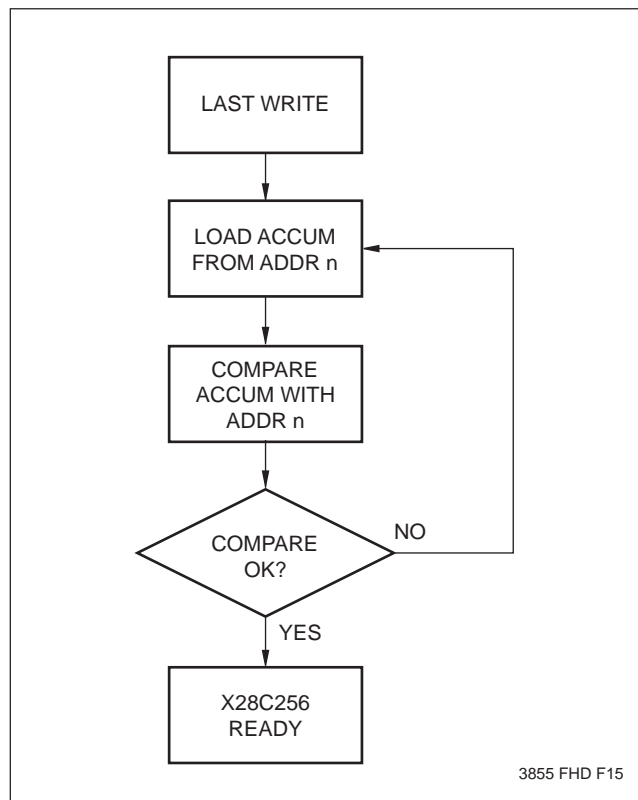 LAST WRITE
LOAD ACCUM
FROM ADDR n
COMPARE
ACCUM WITH
ADDR n
COMPARE
OK?
NO
YES
X28C256
READY
3855 FHD F15